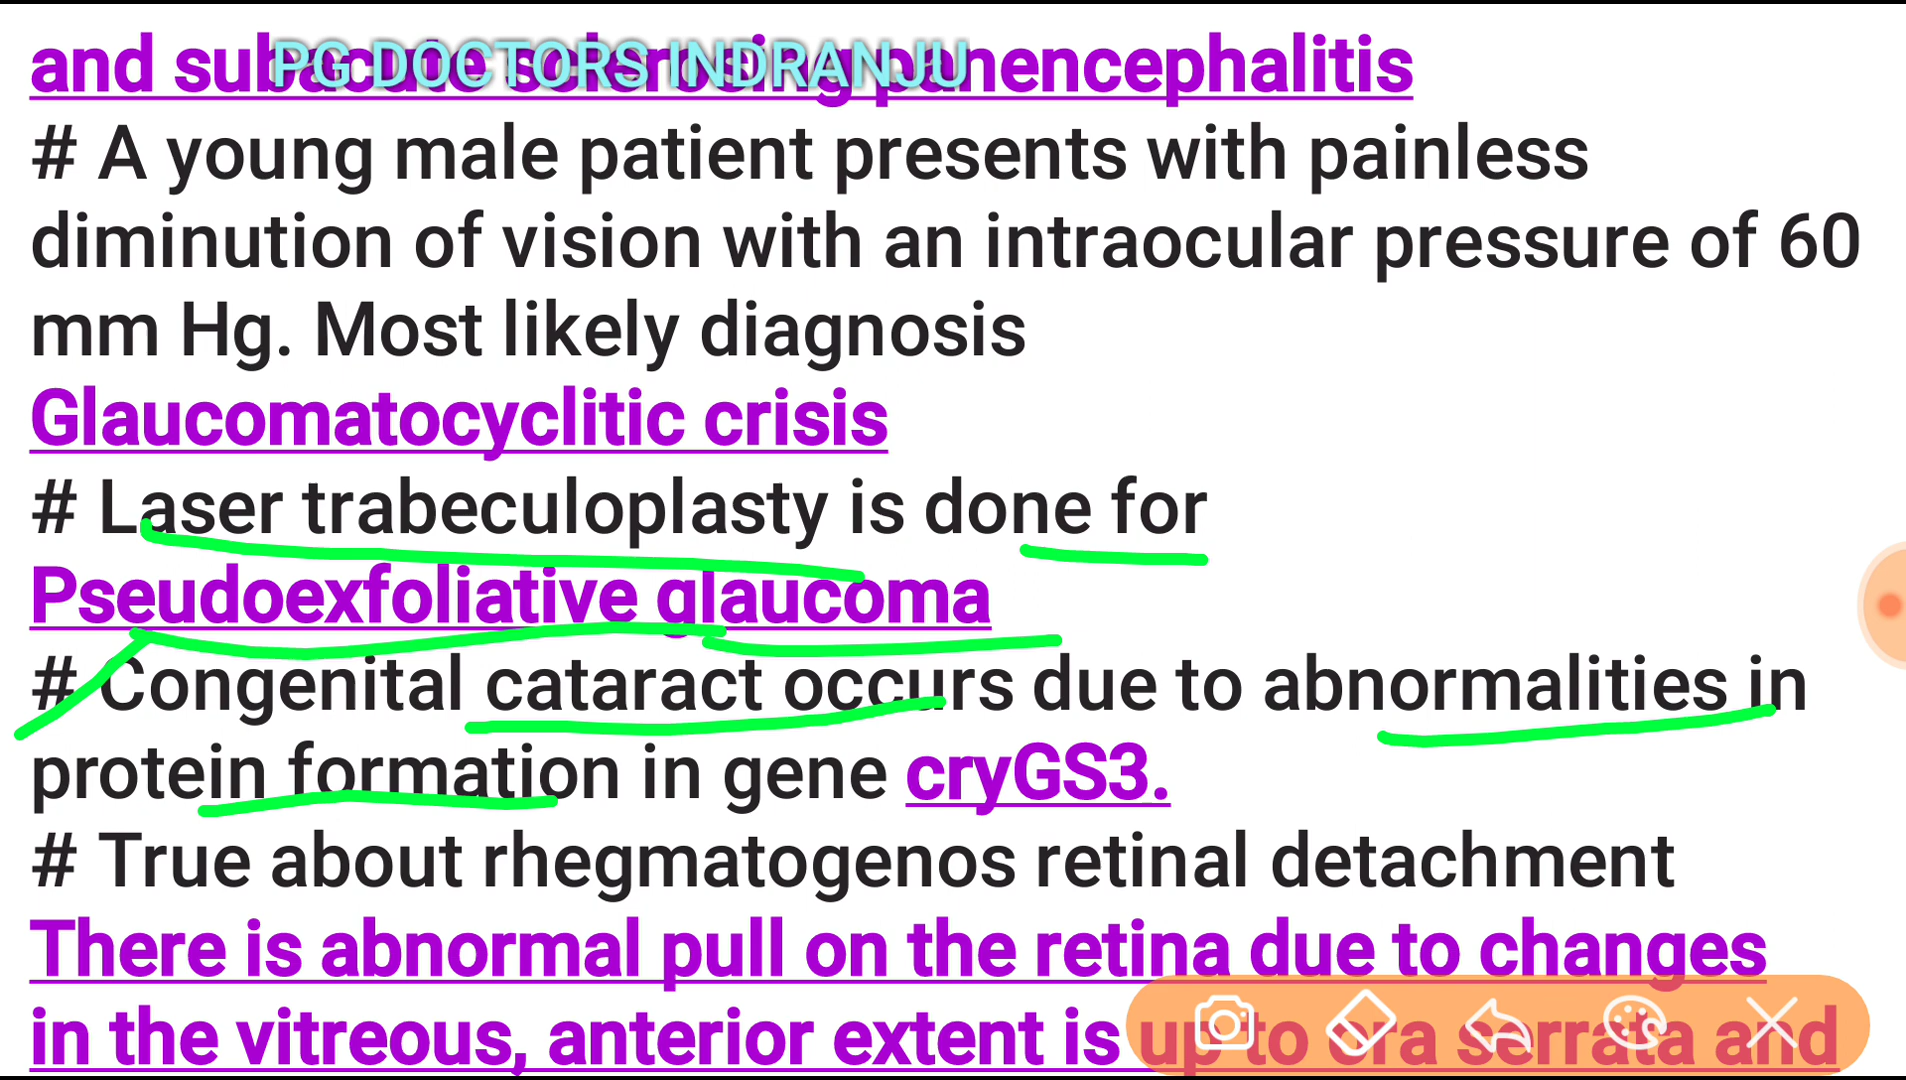 PG DOCTORS INDRANJU
and subacute sclerosing panencephalitis
# A young male patient presents with painless
diminution of vision with an intraocular pressure of 60
mm Hg. Most likely diagnosis
Glaucomatocyclitic crisis
# Laser trabeculoplasty is done for
Pseudoexfoliative glaucoma
# Congenital cataract occurs due to abnormalities in
protein formation in gene cryGS3.
# True about rhegmatogenos retinal detachment
There is abnormal pull on the retina due to changes
in the vitreous, anterior extent is up to ora serrata and